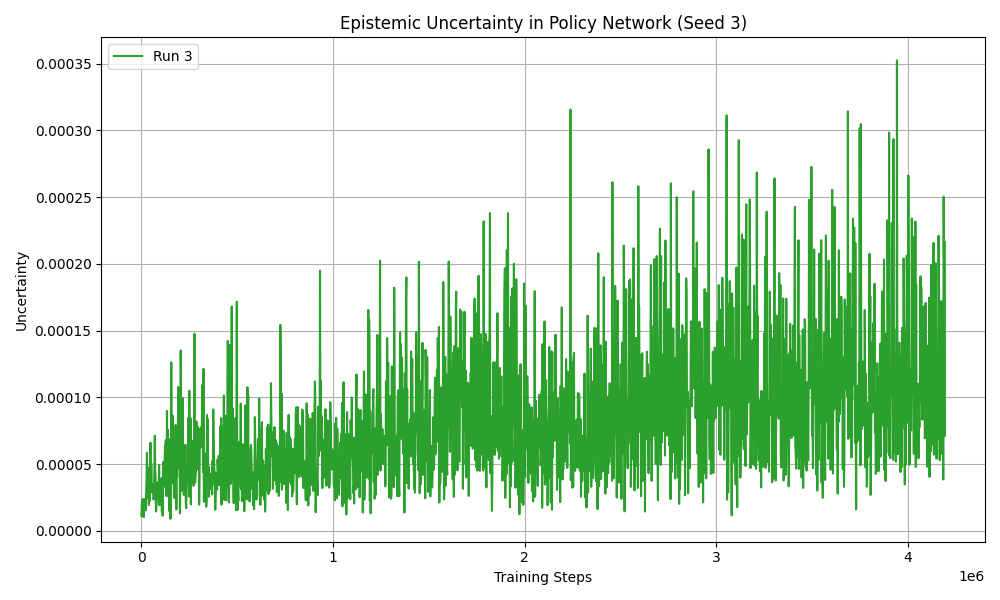 Epistemic Uncertainty in Policy Network (Seed 3)
Run 3
0.00035
0.00030
0.00025
0.00020
0.00015
0.00010
0.00005
0.00000
Uncertainty
0 1 2 3 4
1e6
Training Steps